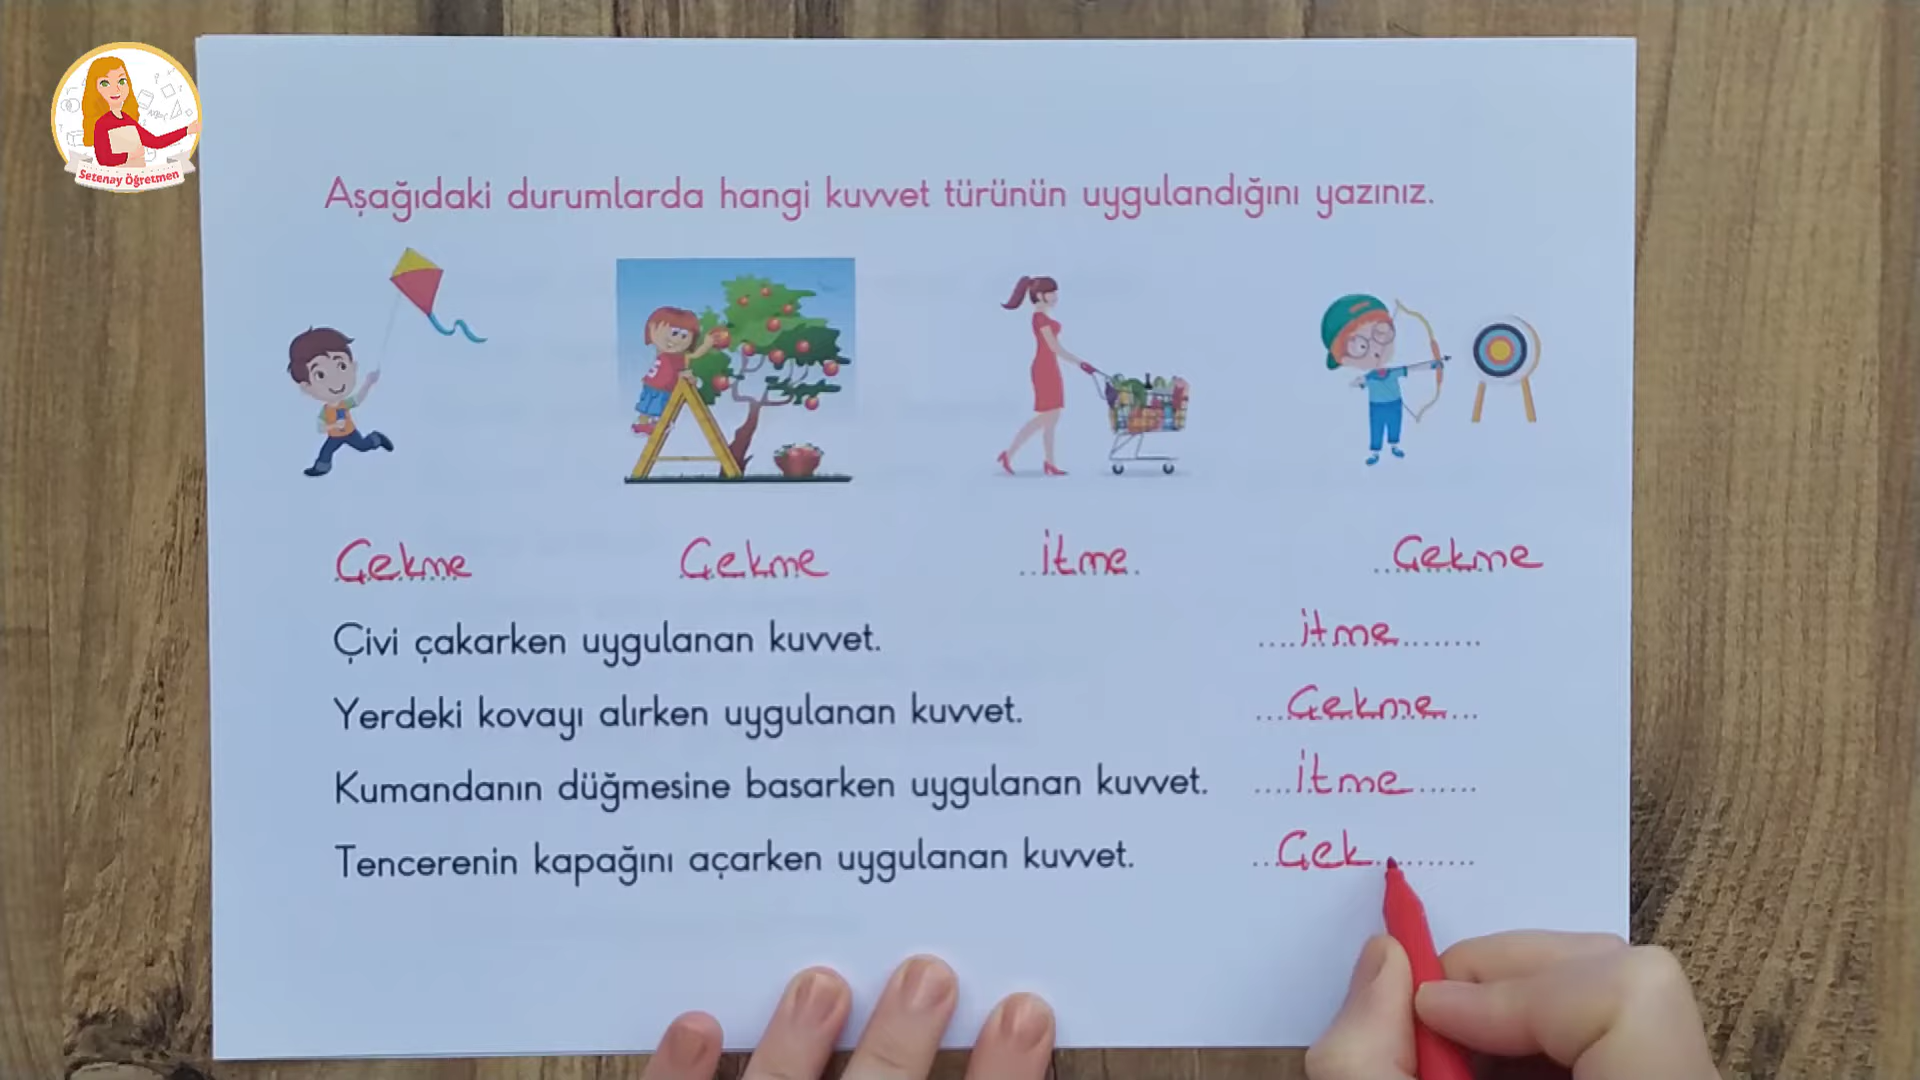 Setenay Öğretmen
Aşağıdaki durumlarda hangi kuvvet türünün uygulandığını yazınız.
Çekme Çekme İtme Çekme
Çivi çakarken uygulanan kuvvet. ....İtme........
Yerdeki kovayı alırken uygulanan kuvvet. ...Çekme...
Kumandanın düğmesine basarken uygulanan kuvvet. ....İtme......
Tencerenin kapağını açarken uygulanan kuvvet. ...Çek..........